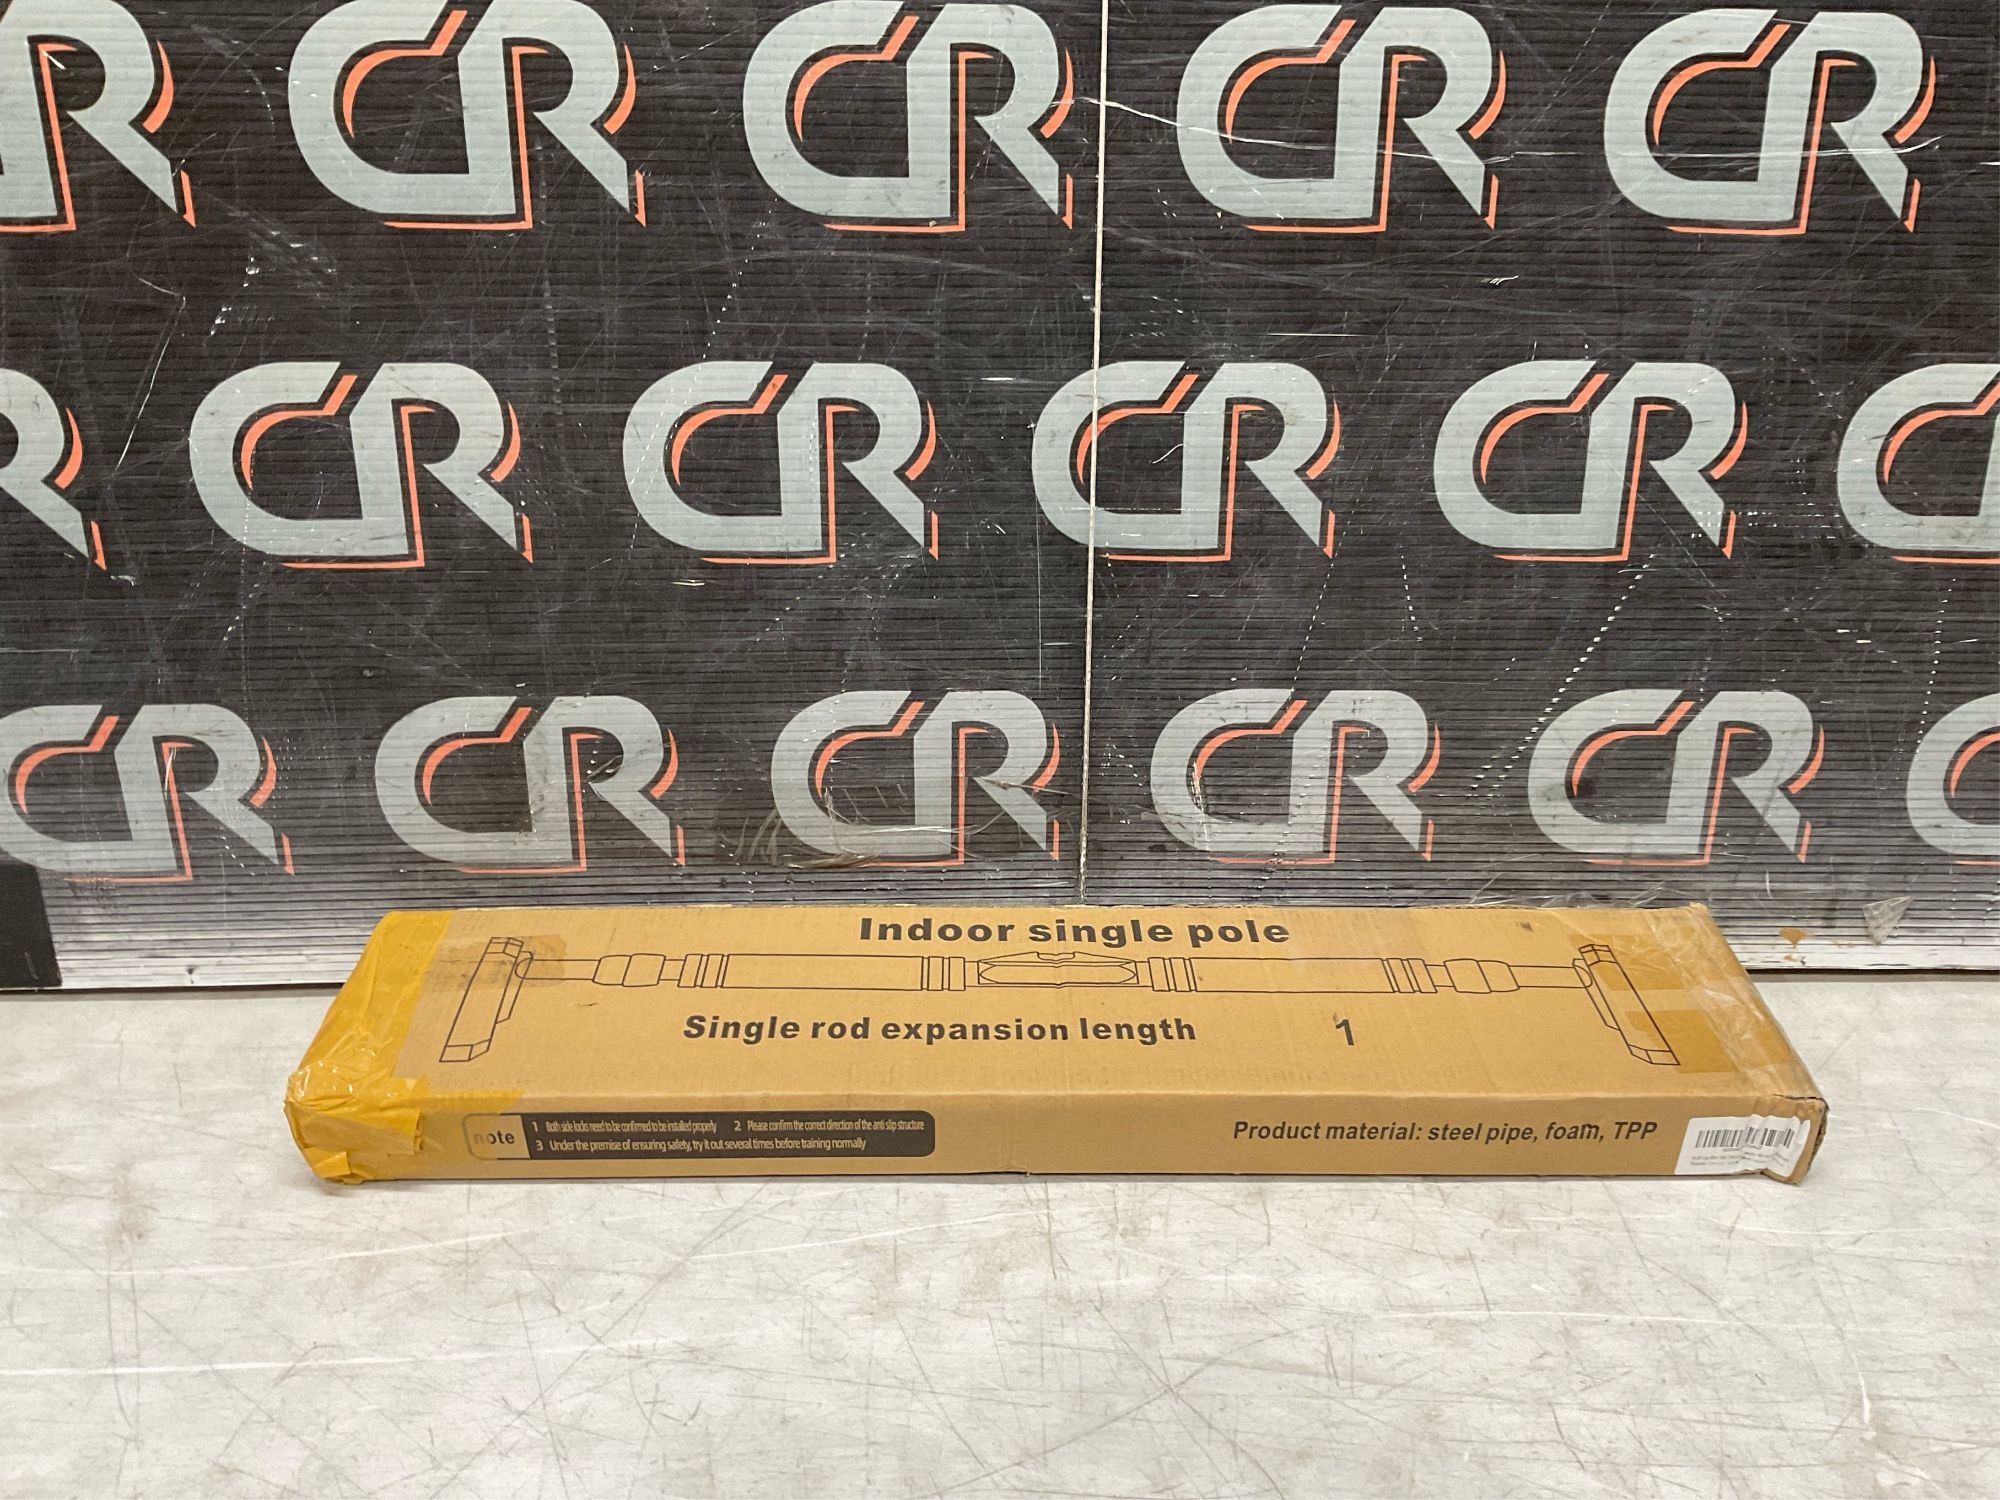 CR CR CR CR CR
CR CR CR CR CR C
CR CR CR CR CR C
Indoor single pole
Single rod expansion length 1
note
1 Both side locks need to be confirmed to be installed properly 2 Please confirm the correct direction of the anti slip structure
3 Under the premise of ensuring safety, try it out several times before training normally
Product material: steel pipe, foam, TPP